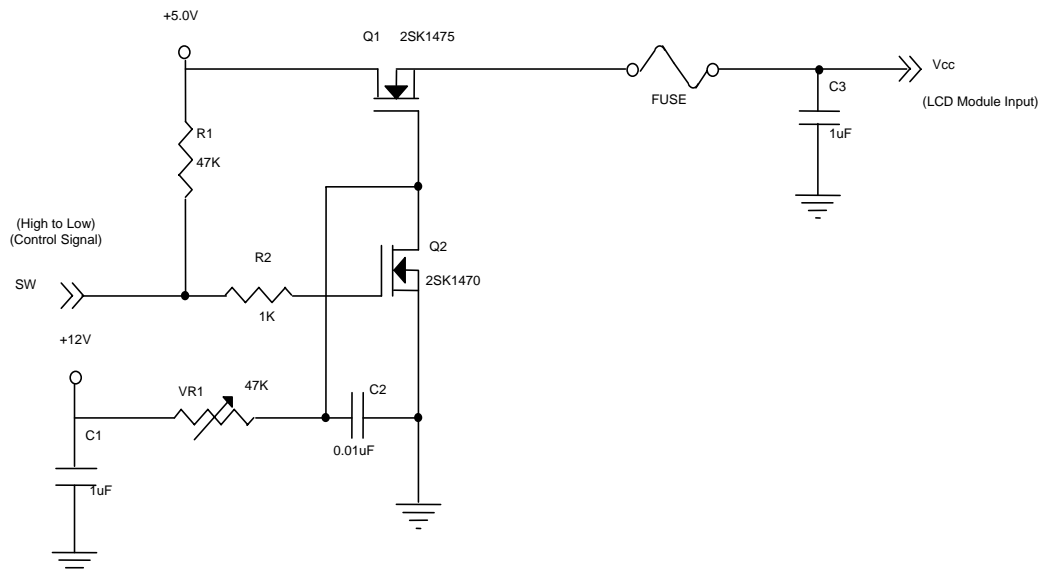 +5.0V
Q1 2SK1475
Vcc
FUSE
C3
(LCD Module Input)
R1
1uF
47K
(High to Low)
(Control Signal)
Q2
R2
SW
2SK1470
1K
+12V
VR1
47K
C2
C1
0.01uF
1uF